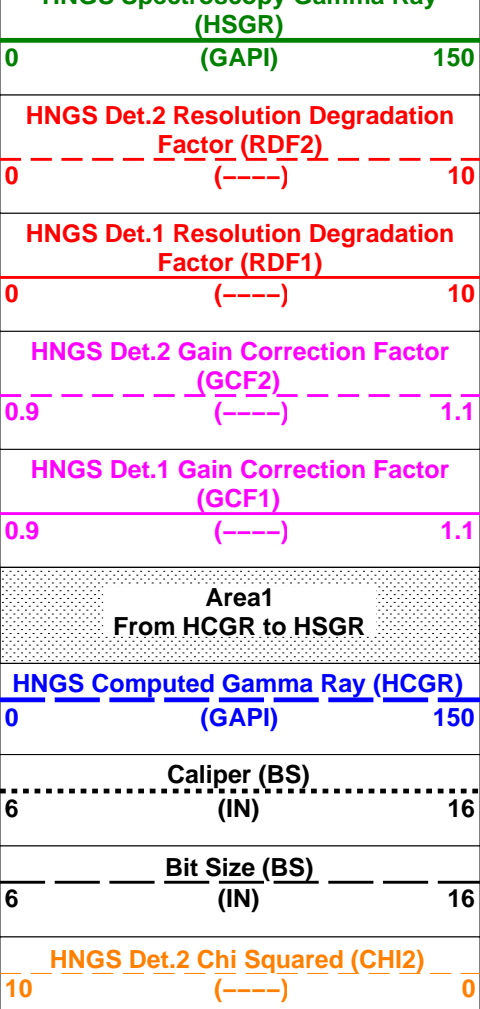 HNGS Spectroscopy Gamma Ray
(HSGR)
0 (GAPI) 150
HNGS Det.2 Resolution Degradation
Factor (RDF2)
0 (----) 10
HNGS Det.1 Resolution Degradation
Factor (RDF1)
0 (----) 10
HNGS Det.2 Gain Correction Factor
(GCF2)
0.9 (----) 1.1
HNGS Det.1 Gain Correction Factor
(GCF1)
0.9 (----) 1.1
Area1
From HCGR to HSGR
HNGS Computed Gamma Ray (HCGR)
0 (GAPI) 150
Caliper (BS)
6 (IN) 16
Bit Size (BS)
6 (IN) 16
HNGS Det.2 Chi Squared (CHI2)
10 (----) 0